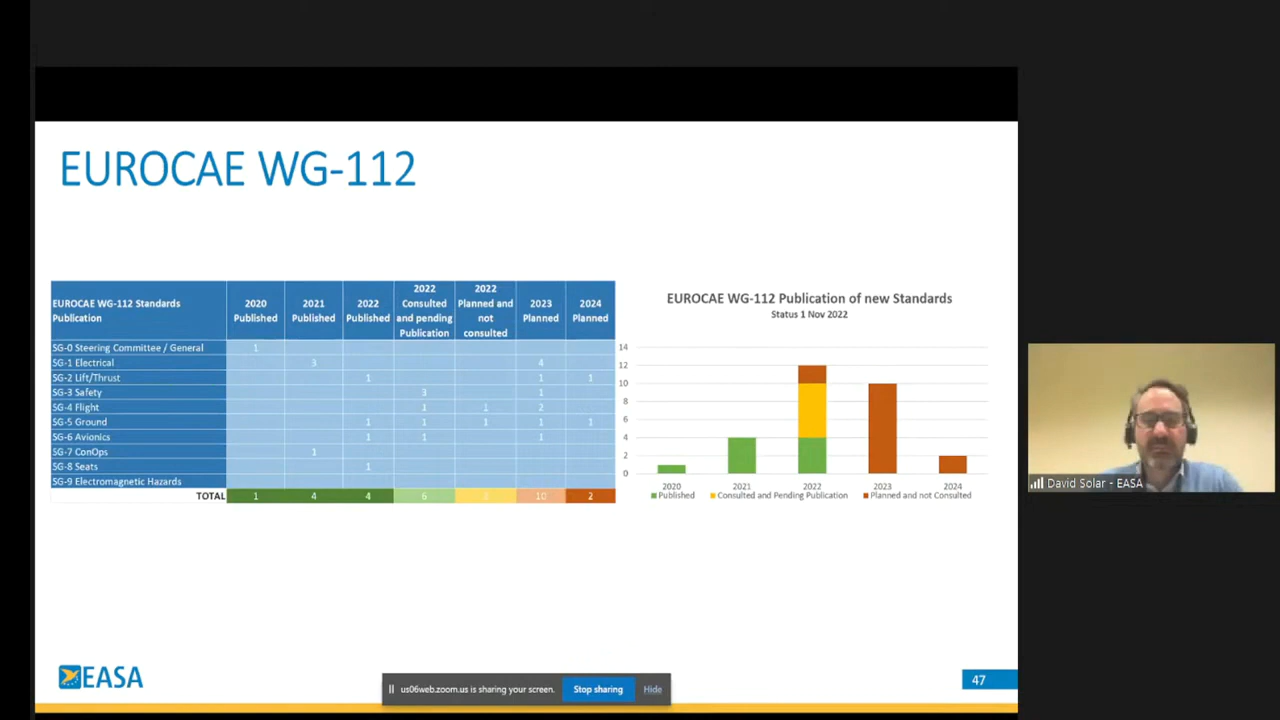 EUROCAE WG-112
EUROCAE WG-112 Standards Publication
2020 Published
2021 Published
2022 Published
2022 Consulted and pending Publication
2022 Planned and not consulted
2023 Planned
2024 Planned
SG-0 Steering Committee / General 1
SG-1 Electrical 3 4
SG-2 Lift/Thrust 1 1 1
SG-3 Safety 3 1
SG-4 Flight 1 1 2
SG-5 Ground 1 1 1 1 1
SG-6 Avionics 1 1 1
SG-7 ConOps 1
SG-8 Seats 1
SG-9 Electromagnetic Hazards
TOTAL 1 4 4 6 10 2
EUROCAE WG-112 Publication of new Standards
Status 1 Nov 2022
14
12
10
8
6
4
2
0
2020 2021 2022 2023 2024
Published Consulted and Pending Publication Planned and not Consulted
David Solar - EASA
EASA
us06web.zoom.us is sharing your screen. Stop sharing Hide
47